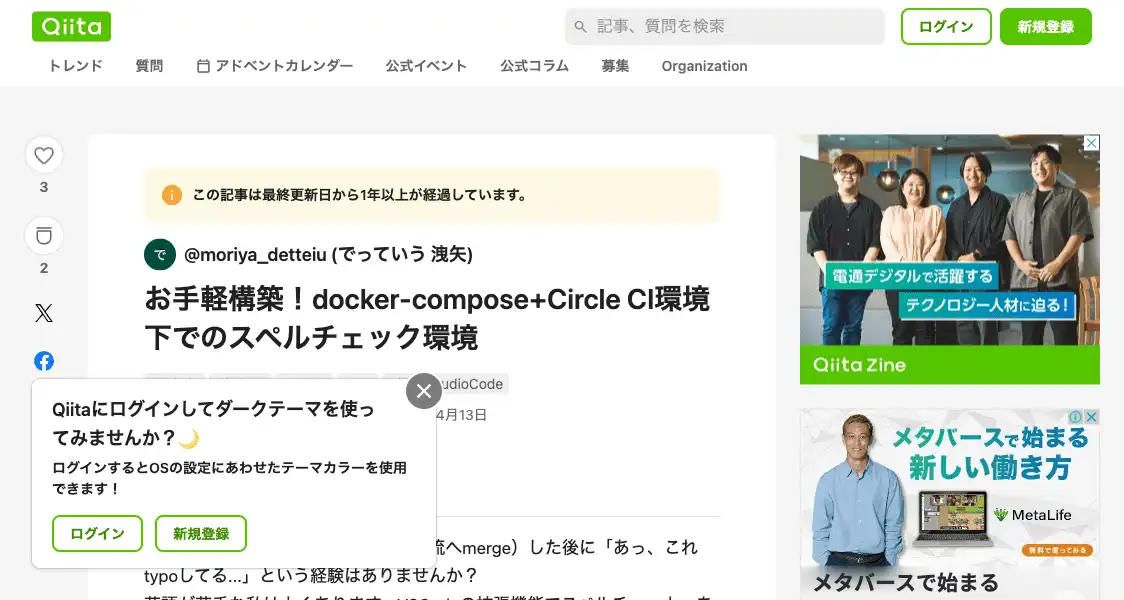 Qiita
記事、質問を検索
ログイン
新規登録
トレンド
質問
アドベントカレンダー
公式イベント
公式コラム
募集
Organization
3
2
この記事は最終更新日から1年以上が経過しています。
で
@moriya_detteiu (でっていう 洩矢)
お手軽構築！docker-compose+Circle CI環境
下でのスペルチェック環境
udioCode
4月13日
Qiitaにログインしてダークテーマを使っ
てみませんか？🌙
ログインするとOSの設定にあわせたテーマカラーを使用
できます！
ログイン
新規登録
流へmerge）した後に「あっ、これ
typoしてる...」という経験はありませんか？
電通デジタルで活躍する
テクノロジー人材に迫る！
Qiita Zine
メタバースで始まる
新しい働き方
MetaLife
無料で使ってみる
メタバースで始まる